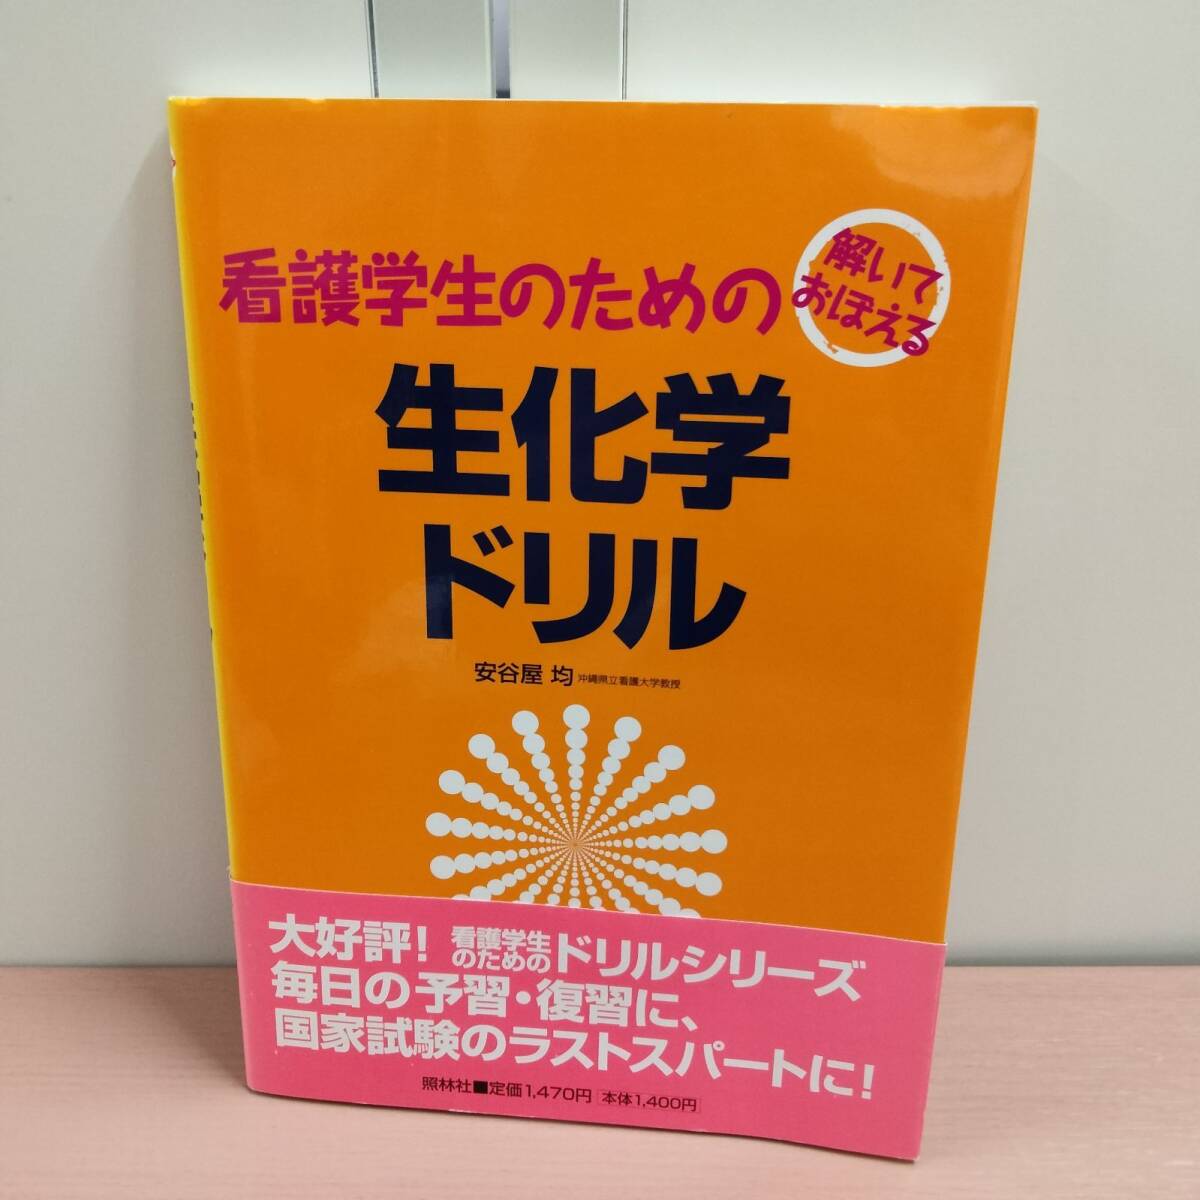 看護学生のための
解いて
おぼえる
生化学
ドリル
安谷屋 均 沖縄県立看護大学教授
大好評！看護学生のためのドリルシリーズ
毎日の予習・復習に、
国家試験のラストスパートに！
照林社■定価1,470円 本体1,400円